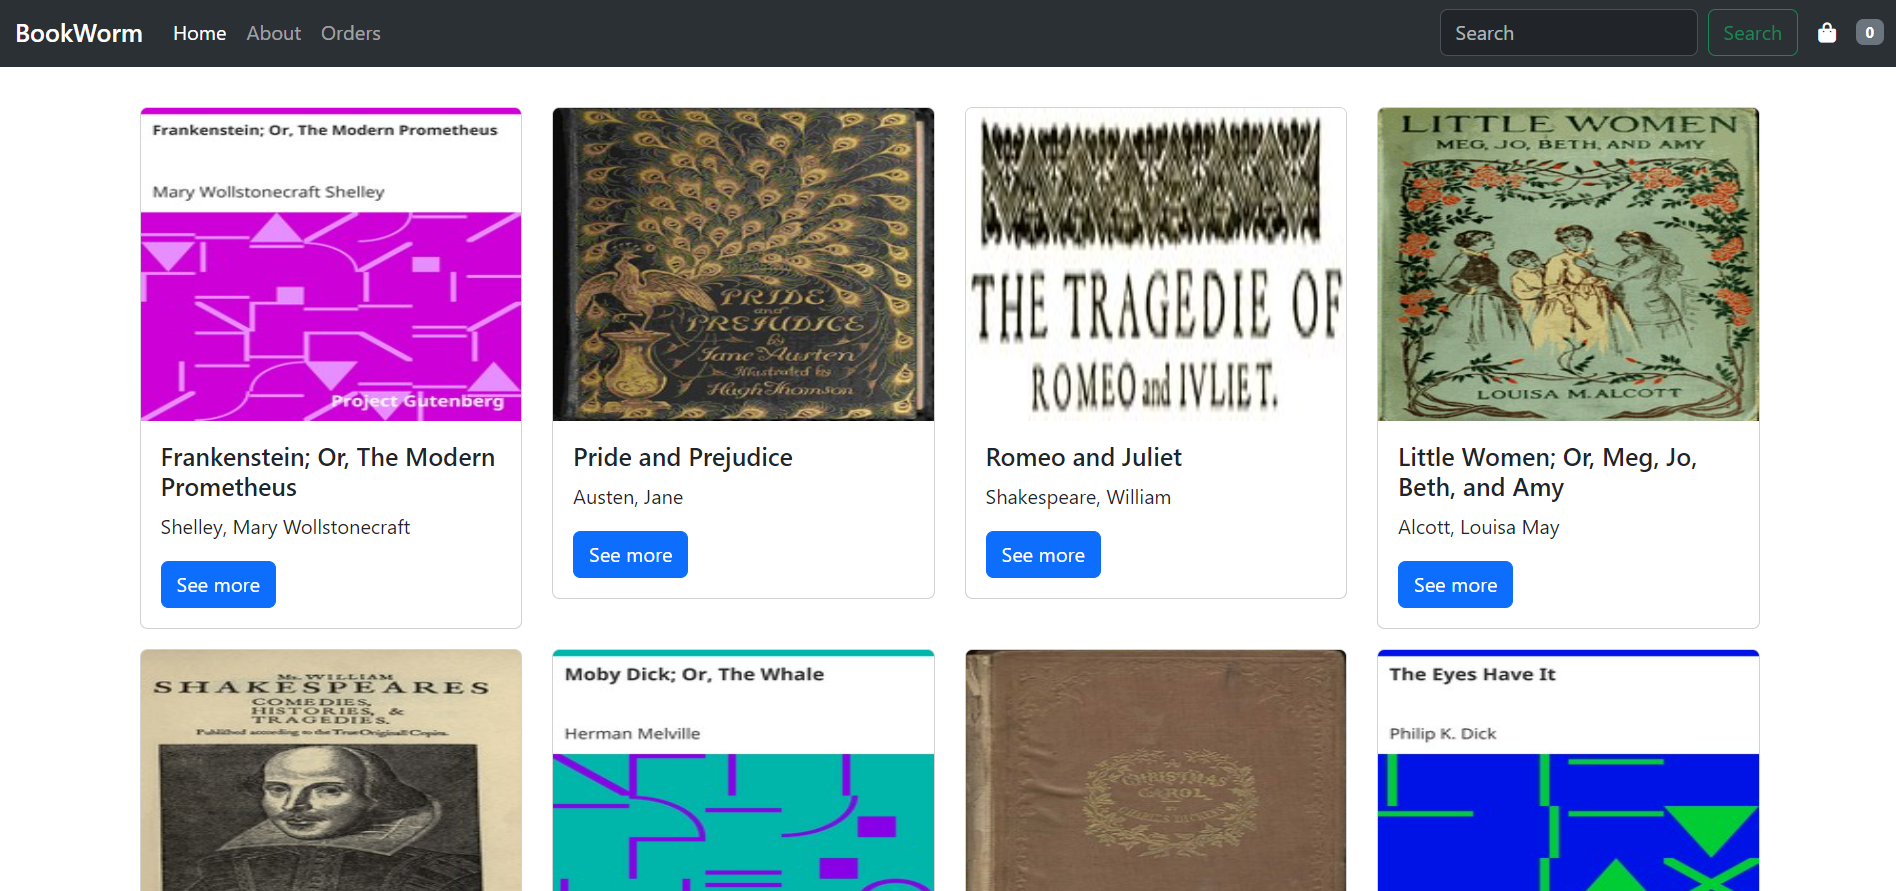 BookWorm Home About Orders Search Search 0
Frankenstein; Or, The Modern Prometheus
Mary Wollstonecraft Shelley
Project Gutenberg
Frankenstein; Or, The Modern
Prometheus
Shelley, Mary Wollstonecraft
See more
PRIDE
and
PREJUDICE
by
Jane Austen
Illustrated by
Hugh Thomson
Pride and Prejudice
Austen, Jane
See more
THE TRAGEDIE OF
ROMEO and IVLIET.
Romeo and Juliet
Shakespeare, William
See more
LITTLE WOMEN
MEG, JO, BETH, AND AMY
LOUISA M. ALCOTT
Little Women; Or, Meg, Jo,
Beth, and Amy
Alcott, Louisa May
See more
Mr. WILLIAM
SHAKESPEARES
COMEDIES,
HISTORIES, &
TRAGEDIES.
Published according to the True Originall Copies.
Moby Dick; Or, The Whale
Herman Melville
A
CHRISTMAS
CAROL
BY
CHARLES DICKENS
The Eyes Have It
Philip K. Dick